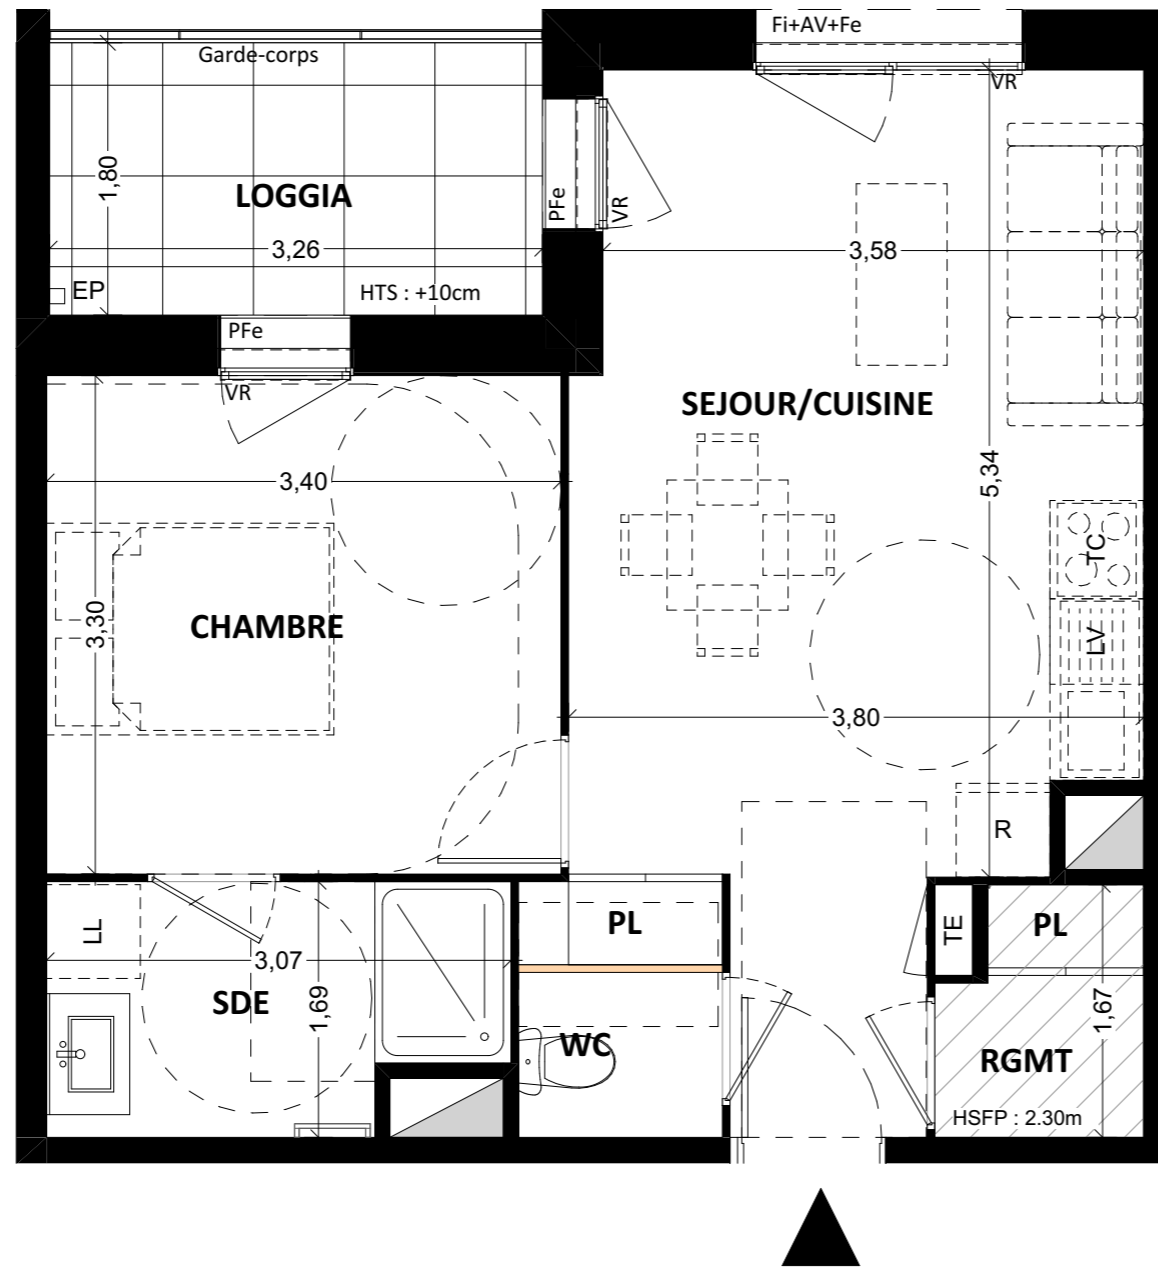 Fi+AV+Fe
Garde-corps
VR
1,80
LOGGIA
PFe
VR
3,26
3,58
EP
HTS : +10cm
PFe
VR
SEJOUR/CUISINE
3,40
5,34
TC
3,30
CHAMBRE
LV
3,80
R
LL
PL
TE
PL
3,07
SDE
1,69
1,67
WC
RGMT
HSFP : 2.30m